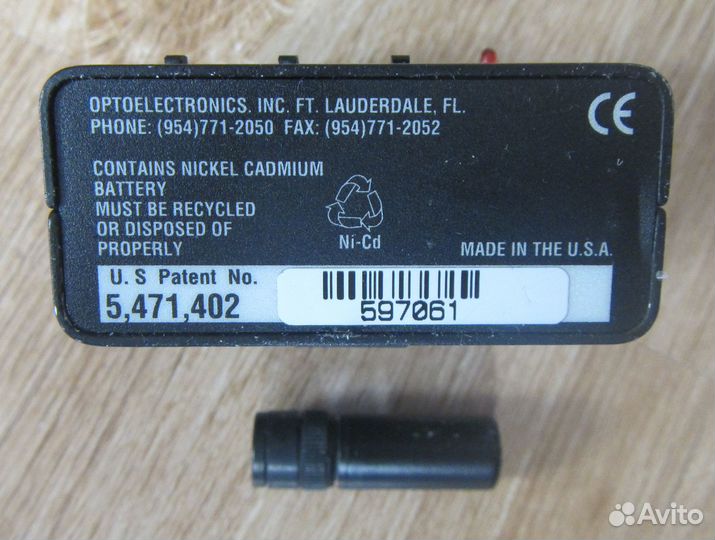 OPTOELECTRONICS. INC. FT. LAUDERDALE, FL.
PHONE: (954)771-2050 FAX: (954)771-2052
CE
CONTAINS NICKEL CADMIUM
BATTERY
MUST BE RECYCLED
OR DISPOSED OF
PROPERLY
Ni-Cd
MADE IN THE U.S.A.
U.S Patent No.
5,471,402
597061
Avito